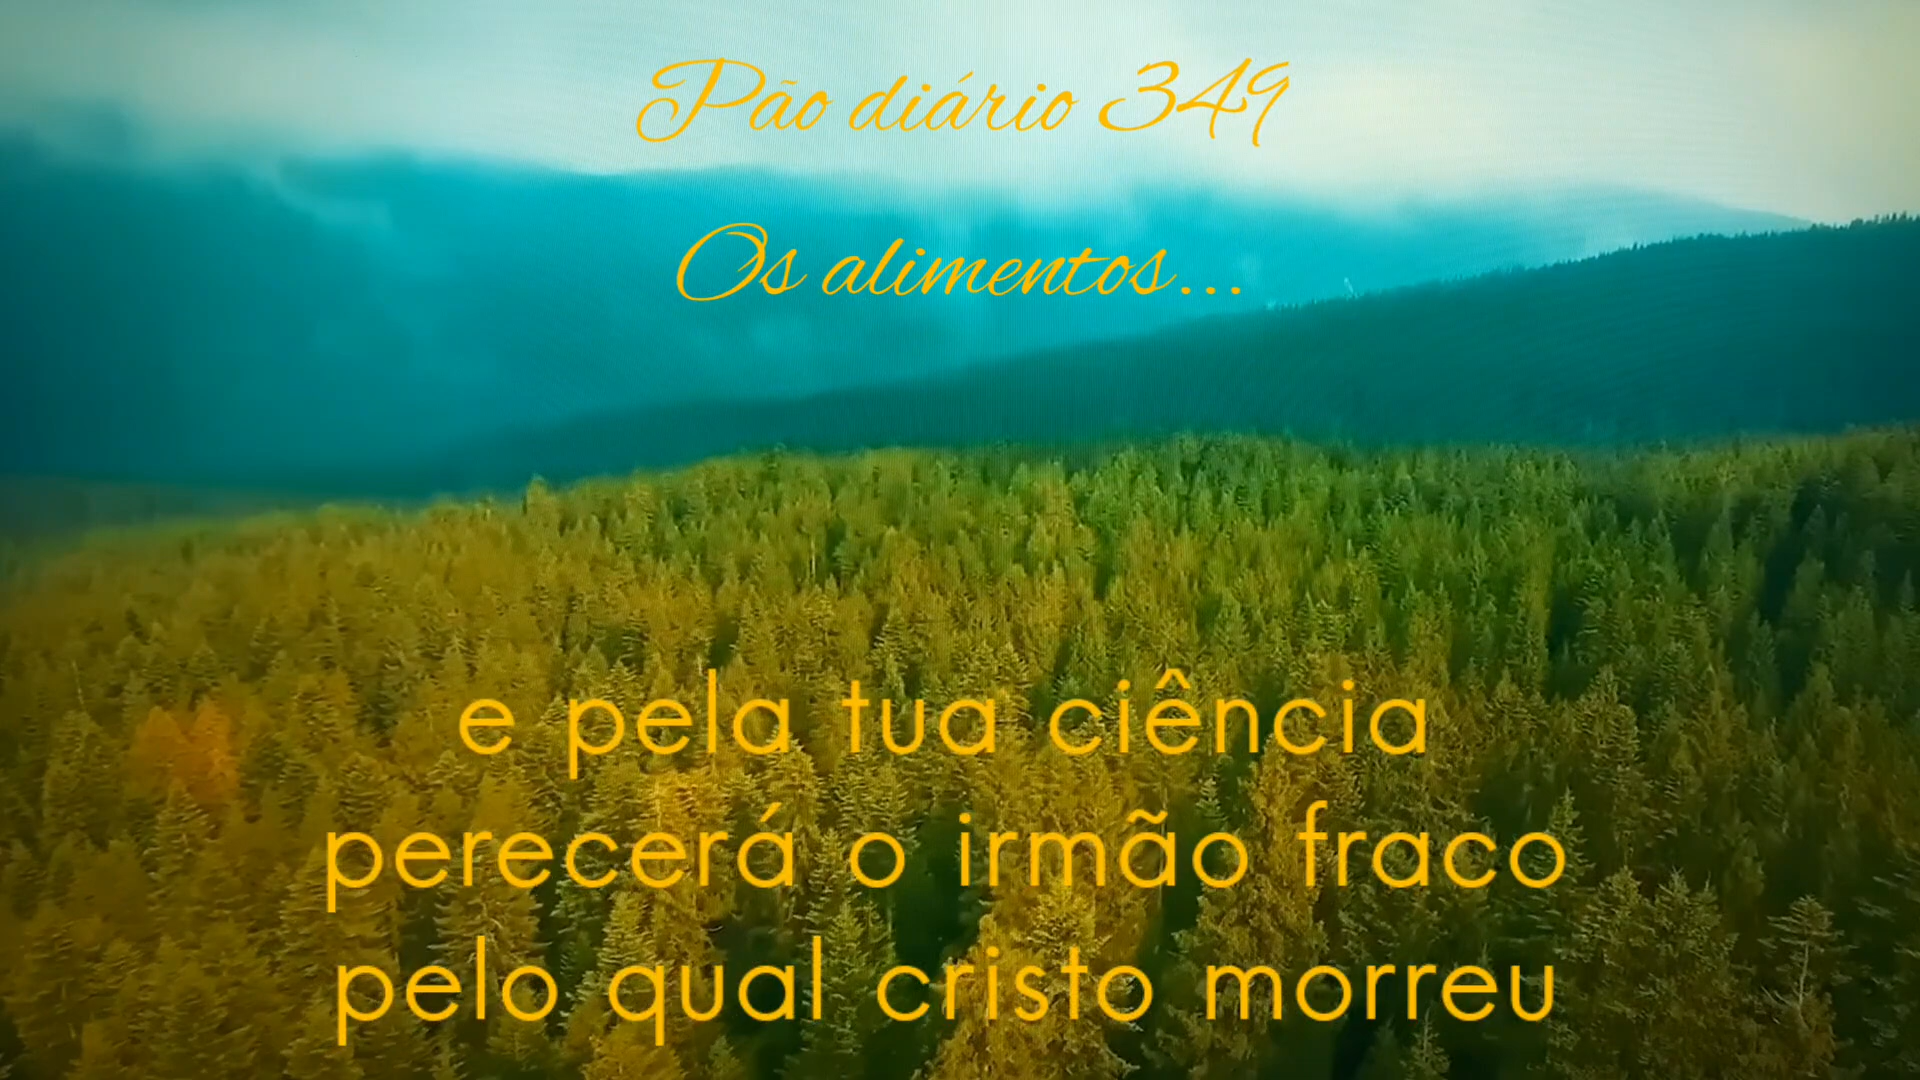 Pão diário 349
Os alimentos...
e pela tua ciência
perecerá o irmão fraco
pelo qual cristo morreu